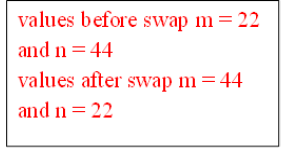 values before swap m = 22
and n = 44
values after swap m = 44
and n = 22